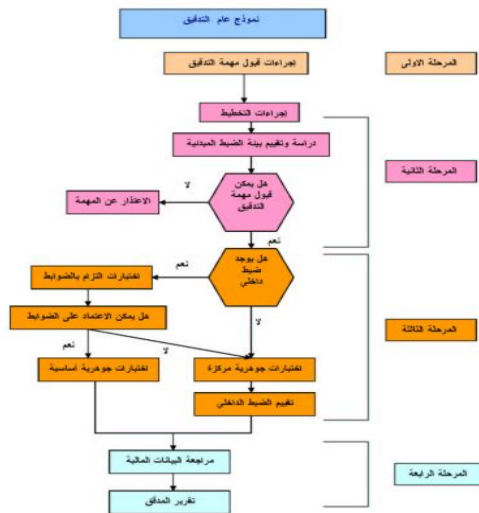 نموذج عام التدقيق
إجراءات قبول مهمة التدقيق
المرحلة الاولى
إجراءات التخطيط
دراسة وتقييم بيئة الضبط المبدئية
هل يمكن
قبول مهمة
التدقيق
لا
الاعتذار عن المهمة
المرحلة الثانية
نعم
هل يوجد
ضبط
داخلي
نعم
اختبارات التزام بالضوابط
هل يمكن الاعتماد على الضوابط
لا
المرحلة الثالثة
نعم
لا
اختبارات جوهرية مركزة
اختبارات جوهرية أساسية
تقييم الضبط الداخلي
مراجعة البيانات المالية
المرحلة الرابعة
تقرير المدقق